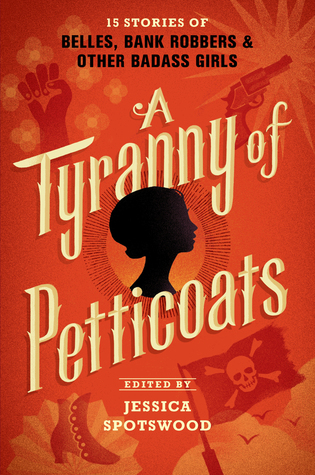 15 STORIES OF
BELLES, BANK ROBBERS &
OTHER BADASS GIRLS
A
Tyranny of
Petticoats
EDITED BY
JESSICA
SPOTSWOOD